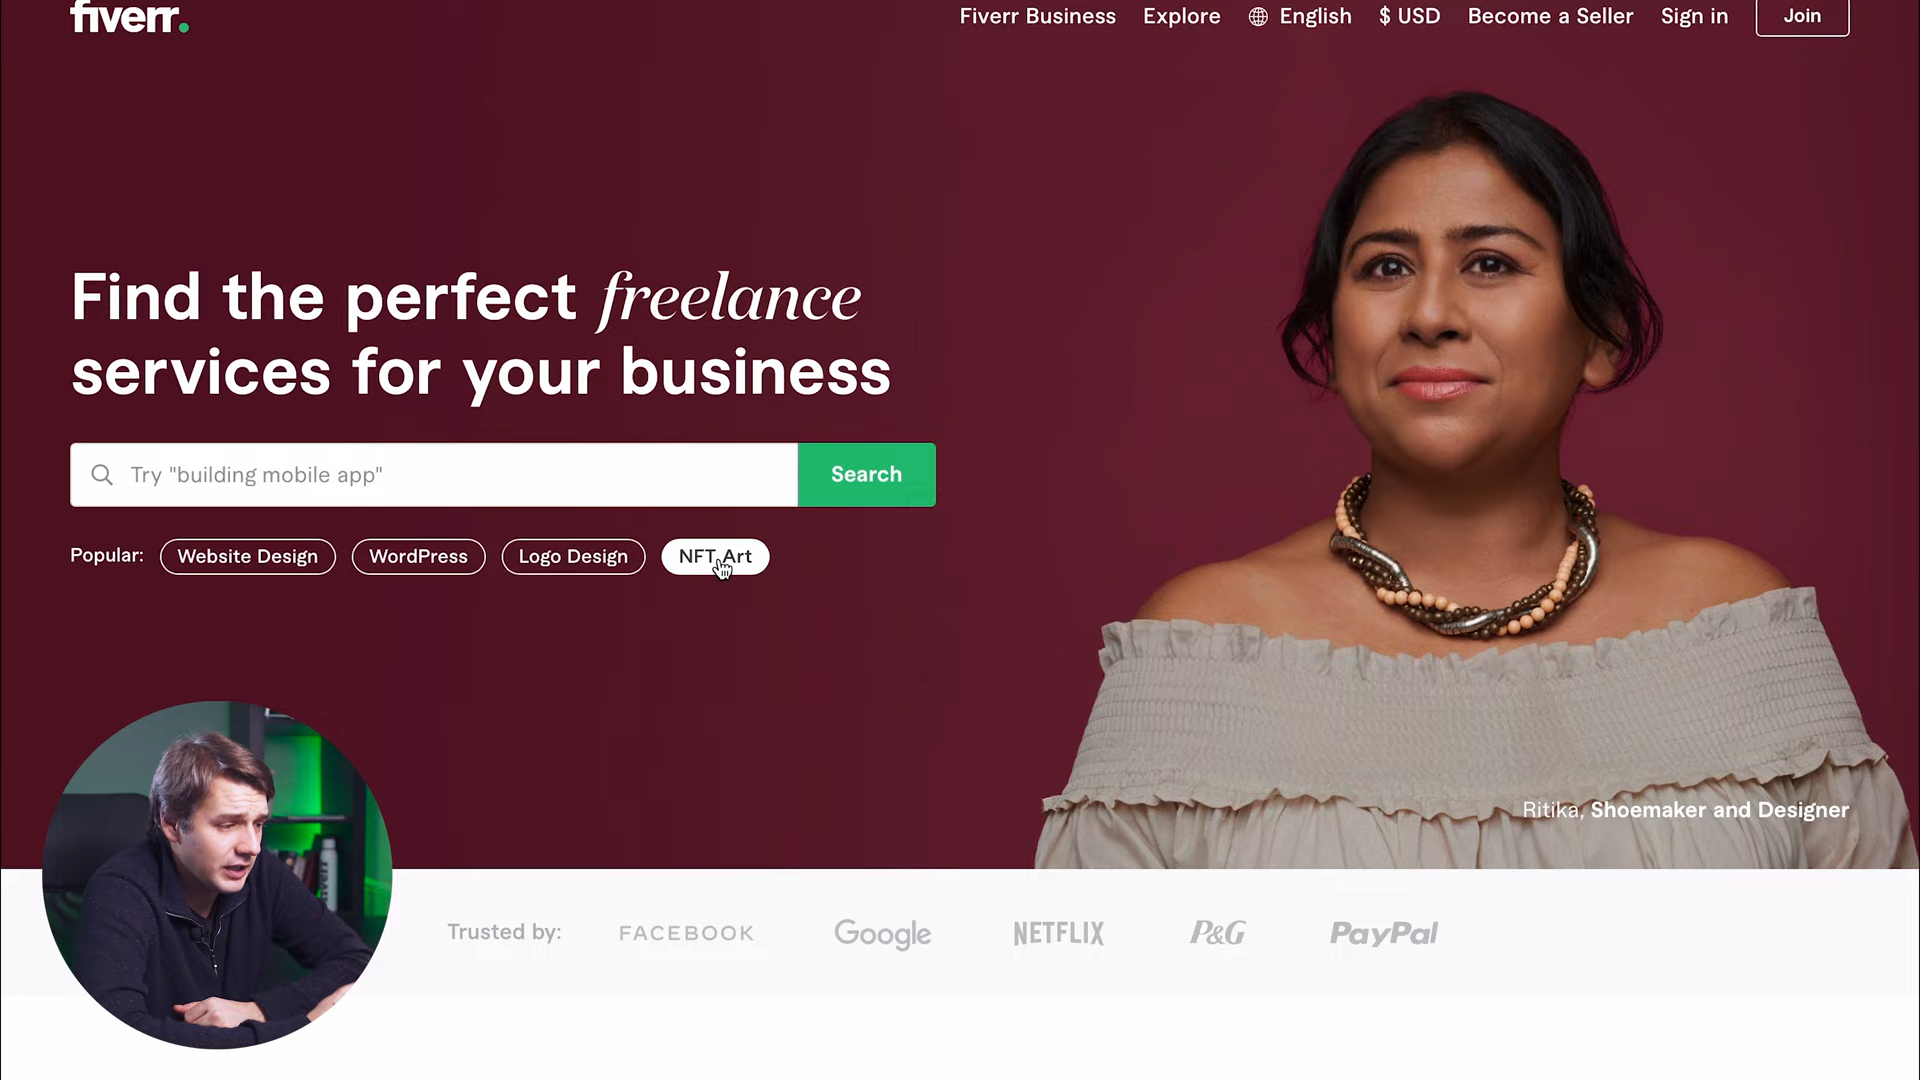 fiverr.
Fiverr Business Explore English $ USD Become a Seller Sign in Join
Find the perfect freelance
services for your business
Try "building mobile app" Search
Popular: Website Design WordPress Logo Design NFT Art
Ritika, Shoemaker and Designer
Trusted by: FACEBOOK Google NETFLIX P&G PayPal
fiverr